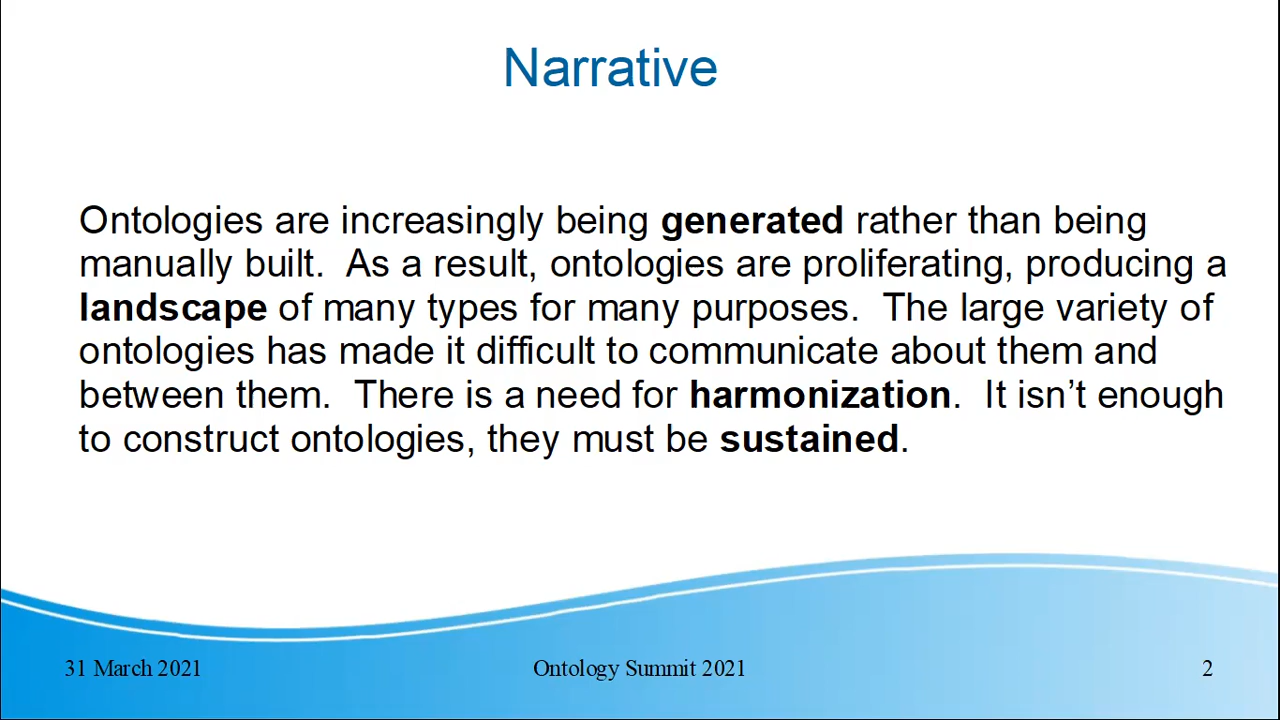 Narrative
Ontologies are increasingly being generated rather than being
manually built.  As a result, ontologies are proliferating, producing a
landscape of many types for many purposes.  The large variety of
ontologies has made it difficult to communicate about them and
between them.  There is a need for harmonization.  It isn’t enough
to construct ontologies, they must be sustained.
31 March 2021
Ontology Summit 2021
2